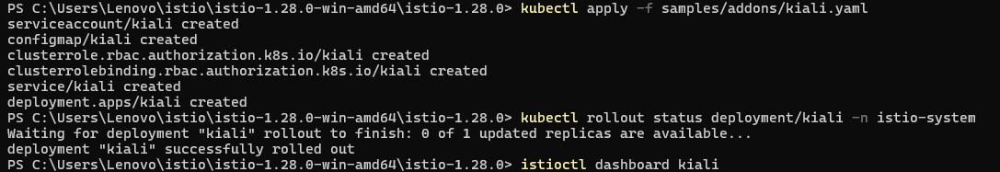 PS C:\Users\Lenovo\istio\istio-1.28.0-win-amd64\istio-1.28.0> kubectl apply -f samples/addons/kiali.yaml
serviceaccount/kiali created
configmap/kiali created
clusterrole.rbac.authorization.k8s.io/kiali created
clusterrolebinding.rbac.authorization.k8s.io/kiali created
service/kiali created
deployment.apps/kiali created
PS C:\Users\Lenovo\istio\istio-1.28.0-win-amd64\istio-1.28.0> kubectl rollout status deployment/kiali -n istio-system
Waiting for deployment "kiali" rollout to finish: 0 of 1 updated replicas are available...
deployment "kiali" successfully rolled out
PS C:\Users\Lenovo\istio\istio-1.28.0-win-amd64\istio-1.28.0> istioctl dashboard kiali